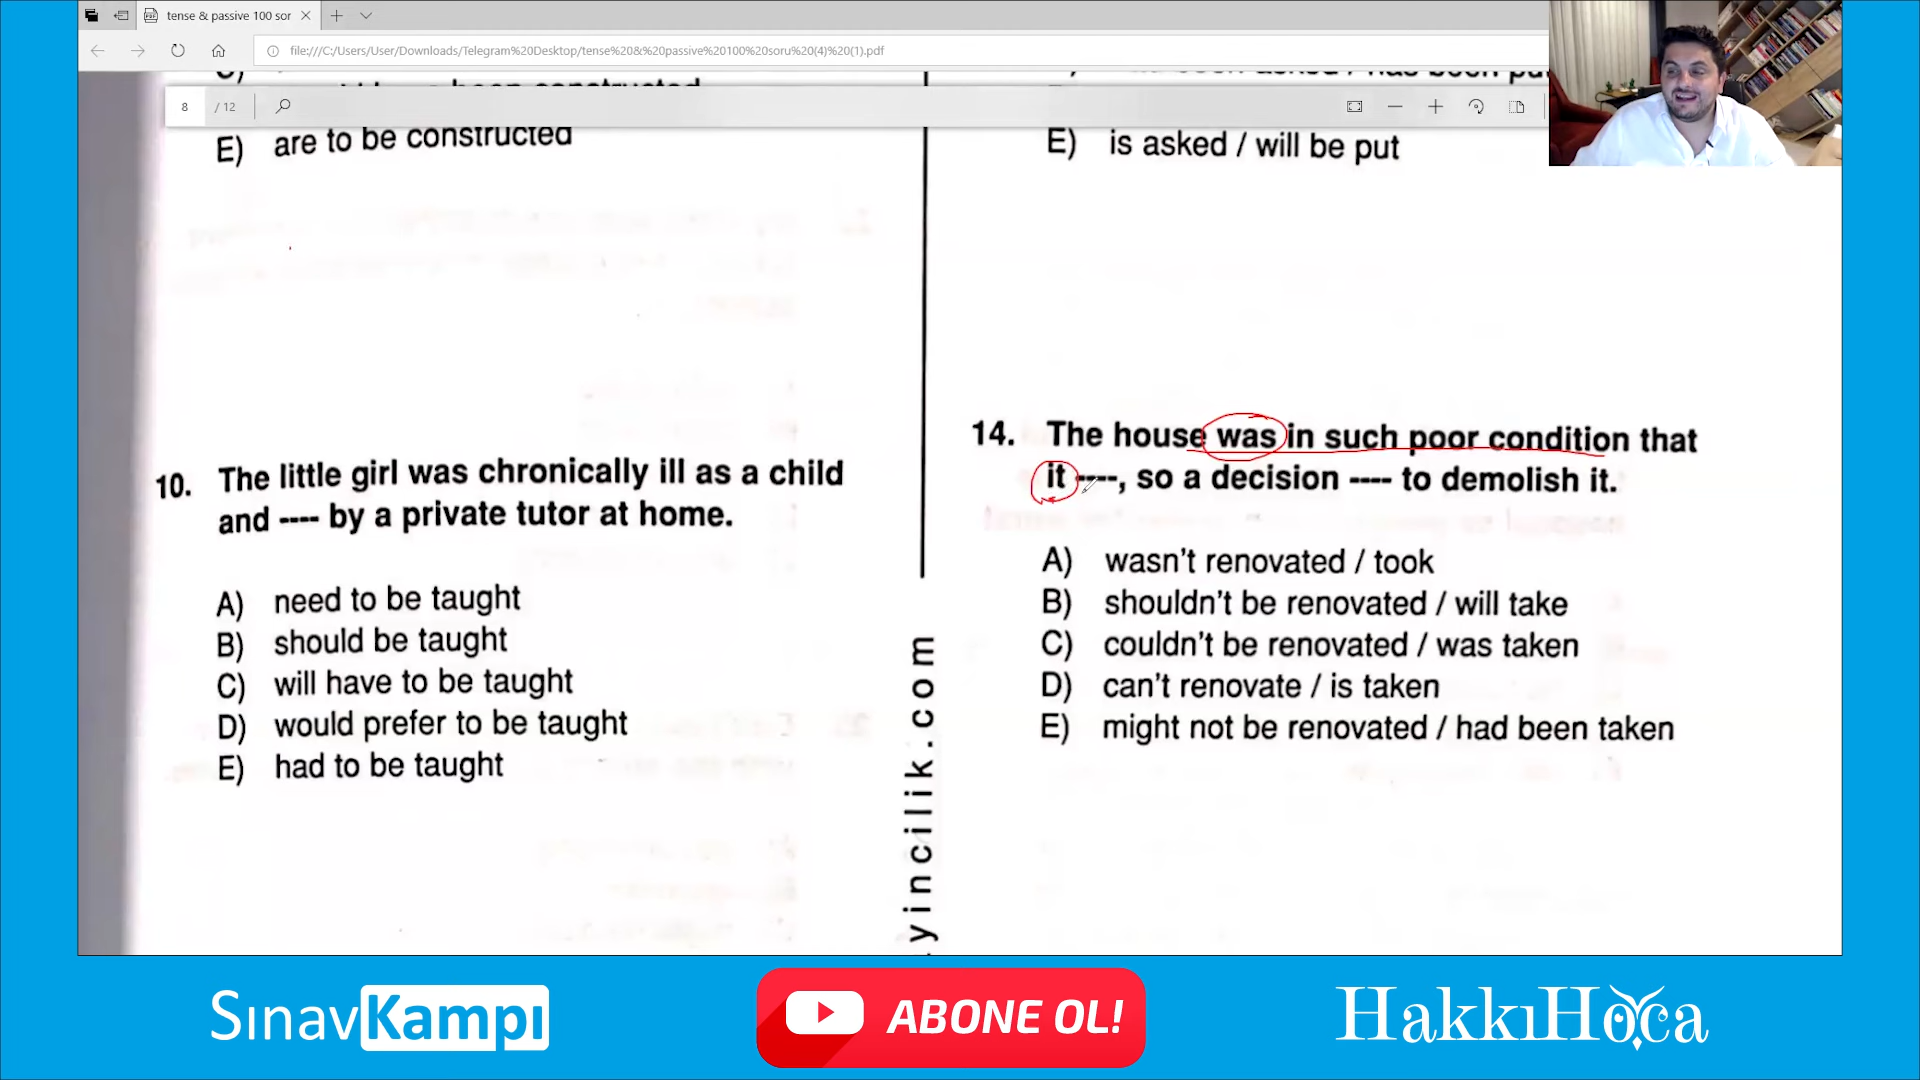 tense & passive 100 sor
file:///C:/Users/User/Downloads/Telegram%20Desktop/tense%20&%20passive%20100%20soru%20(4)%20(1).pdf
8 / 12
E) are to be constructed
10. The little girl was chronically ill as a child
and ---- by a private tutor at home.
A) need to be taught
B) should be taught
C) will have to be taught
D) would prefer to be taught
E) had to be taught
E) is asked / will be put
14. The house was in such poor condition that
it ----, so a decision ---- to demolish it.
A) wasn't renovated / took
B) shouldn't be renovated / will take
C) couldn't be renovated / was taken
D) can't renovate / is taken
E) might not be renovated / had been taken
yincilik.com
SınavKampı
ABONE OL!
HakkıHoca